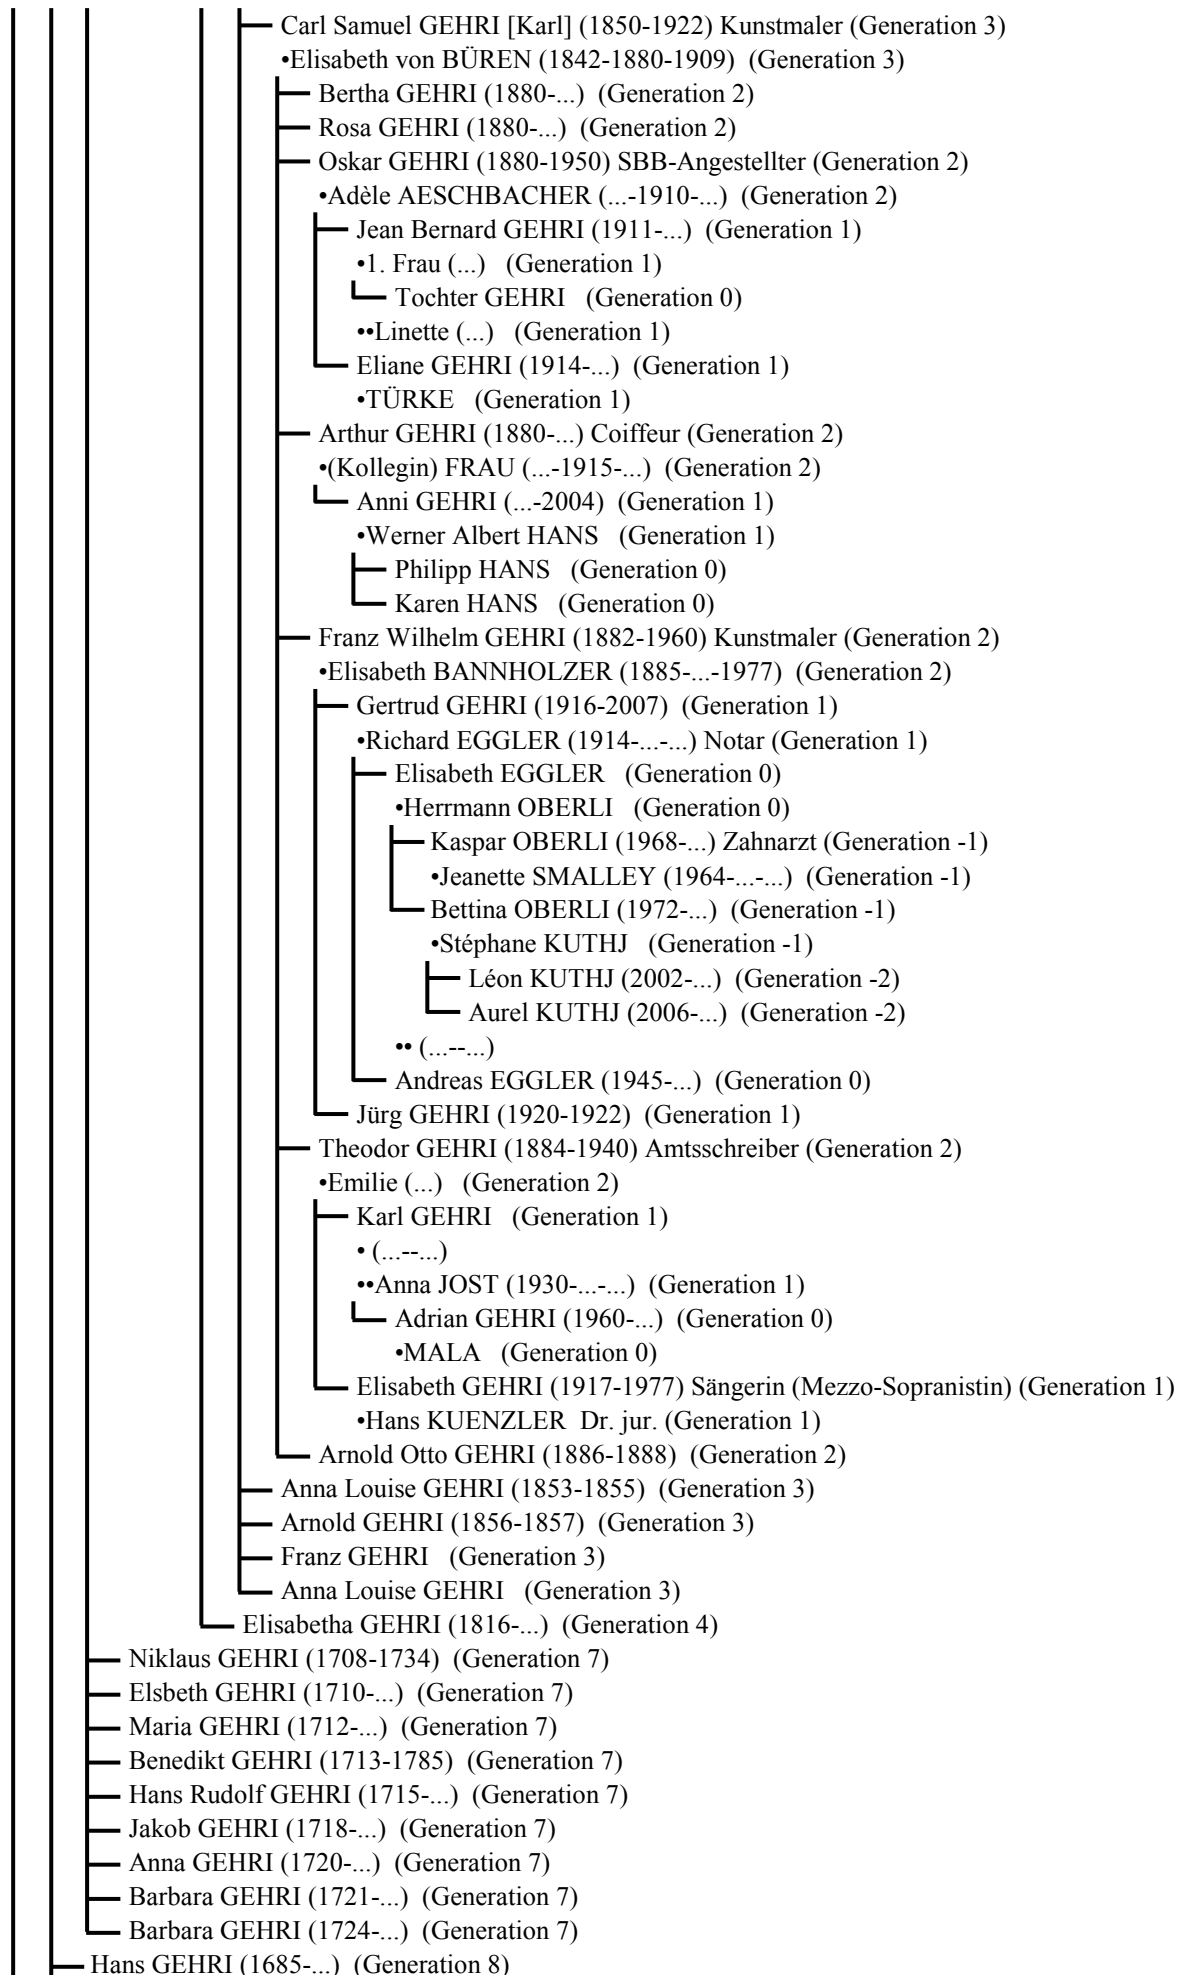 Carl Samuel GEHRI [Karl] (1850-1922) Kunstmaler (Generation 3)
•Elisabeth von BÜREN (1842-1880-1909) (Generation 3)
Bertha GEHRI (1880-...) (Generation 2)
Rosa GEHRI (1880-...) (Generation 2)
Oskar GEHRI (1880-1950) SBB-Angestellter (Generation 2)
•Adèle AESCHBACHER (...-1910-...) (Generation 2)
Jean Bernard GEHRI (1911-...) (Generation 1)
•1. Frau (...) (Generation 1)
Tochter GEHRI (Generation 0)
••Linette (...) (Generation 1)
Eliane GEHRI (1914-...) (Generation 1)
•TÜRKE (Generation 1)
Arthur GEHRI (1880-...) Coiffeur (Generation 2)
•(Kollegin) FRAU (...-1915-...) (Generation 2)
Anni GEHRI (...-2004) (Generation 1)
•Werner Albert HANS (Generation 1)
Philipp HANS (Generation 0)
Karen HANS (Generation 0)
Franz Wilhelm GEHRI (1882-1960) Kunstmaler (Generation 2)
•Elisabeth BANNHOLZER (1885-...-1977) (Generation 2)
Gertrud GEHRI (1916-2007) (Generation 1)
•Richard EGGLER (1914-...-...) Notar (Generation 1)
Elisabeth EGGLER (Generation 0)
•Herrmann OBERLI (Generation 0)
Kaspar OBERLI (1968-...) Zahnarzt (Generation -1)
•Jeanette SMALLEY (1964-...-...) (Generation -1)
Bettina OBERLI (1972-...) (Generation -1)
•Stéphane KUTHJ (Generation -1)
Léon KUTHJ (2002-...) (Generation -2)
Aurel KUTHJ (2006-...) (Generation -2)
•• (...--...)
Andreas EGGLER (1945-...) (Generation 0)
Jürg GEHRI (1920-1922) (Generation 1)
Theodor GEHRI (1884-1940) Amtsschreiber (Generation 2)
•Emilie (...) (Generation 2)
Karl GEHRI (Generation 1)
• (...--...)
••Anna JOST (1930-...-...) (Generation 1)
Adrian GEHRI (1960-...) (Generation 0)
•MALA (Generation 0)
Elisabeth GEHRI (1917-1977) Sängerin (Mezzo-Sopranistin) (Generation 1)
•Hans KUENZLER Dr. jur. (Generation 1)
Arnold Otto GEHRI (1886-1888) (Generation 2)
Anna Louise GEHRI (1853-1855) (Generation 3)
Arnold GEHRI (1856-1857) (Generation 3)
Franz GEHRI (Generation 3)
Anna Louise GEHRI (Generation 3)
Elisabetha GEHRI (1816-...) (Generation 4)
Niklaus GEHRI (1708-1734) (Generation 7)
Elsbeth GEHRI (1710-...) (Generation 7)
Maria GEHRI (1712-...) (Generation 7)
Benedikt GEHRI (1713-1785) (Generation 7)
Hans Rudolf GEHRI (1715-...) (Generation 7)
Jakob GEHRI (1718-...) (Generation 7)
Anna GEHRI (1720-...) (Generation 7)
Barbara GEHRI (1721-...) (Generation 7)
Barbara GEHRI (1724-...) (Generation 7)
Hans GEHRI (1685-...) (Generation 8)